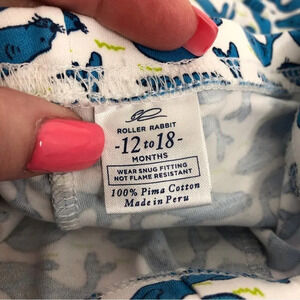 ROLLER RABBIT
-12 to 18-
MONTHS
WEAR SNUG FITTING
NOT FLAME RESISTANT
100% Pima Cotton
Made in Peru